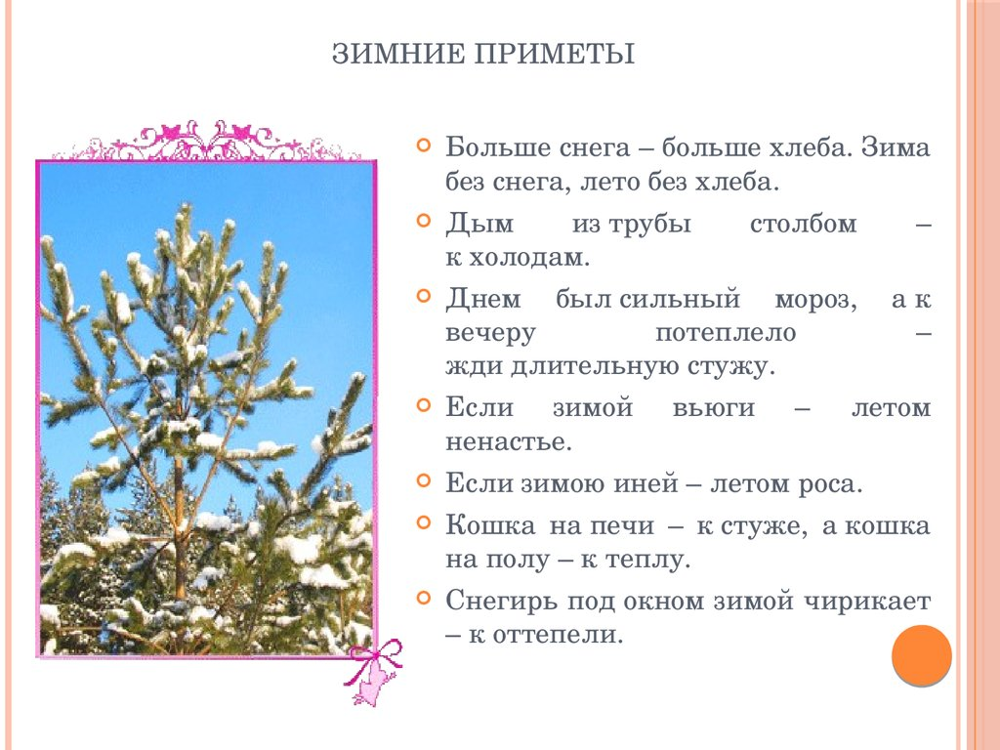 ЗИМНИЕ ПРИМЕТЫ
Больше снега – больше хлеба. Зима
без снега, лето без хлеба.
Дым из трубы столбом –
к холодам.
Днем был сильный мороз, а к
вечеру потеплело –
жди длительную стужу.
Если зимой вьюги – летом
ненастье.
Если зимою иней – летом роса.
Кошка на печи – к стуже, а кошка
на полу – к теплу.
Снегирь под окном зимой чирикает
– к оттепели.